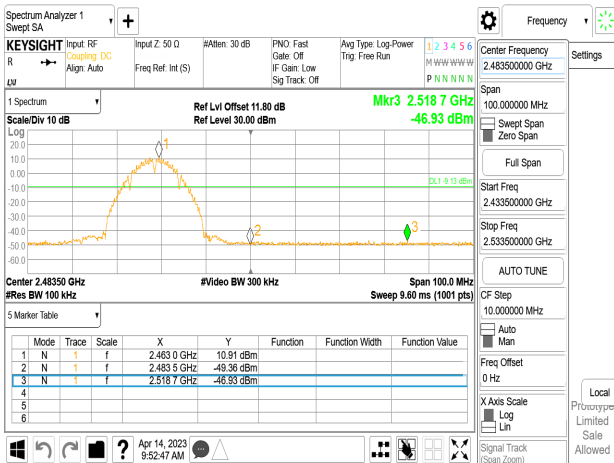 Spectrum Analyzer 1
Swept SA
Frequency
KEYSIGHT
Input: RF
Coupling: DC
Align: Auto
Input Z: 50 Ω
Freq Ref: Int (S)
#Atten: 30 dB
PNO: Fast
Gate: Off
IF Gain: Low
Sig Track: Off
Avg Type: Log-Power
Trig: Free Run
1 2 3 4 5 6
M W W W W W
P N N N N N
R
LXI
1 Spectrum
Scale/Div 10 dB
Ref Lvl Offset 11.80 dB
Ref Level 30.00 dBm
Mkr3 2.518 7 GHz
-46.93 dBm
Log
20.0
10.0
0.00
-10.0
-20.0
-30.0
-40.0
-50.0
-60.0
1
2
3
DL1 -9.13 dBm
Center 2.48350 GHz
#Res BW 100 kHz
#Video BW 300 kHz
Span 100.0 MHz
Sweep 9.60 ms (1001 pts)
5 Marker Table
Mode Trace Scale X Y Function Function Width Function Value
1 N 1 f 2.463 0 GHz 10.91 dBm
2 N 1 f 2.483 5 GHz -49.36 dBm
3 N 1 f 2.518 7 GHz -46.93 dBm
4
5
6
Apr 14, 2023
9:52:47 AM
Center Frequency
2.483500000 GHz
Settings
Span
100.000000 MHz
Swept Span
Zero Span
Full Span
Start Freq
2.433500000 GHz
Stop Freq
2.533500000 GHz
AUTO TUNE
CF Step
10.000000 MHz
Auto
Man
Freq Offset
0 Hz
X Axis Scale
Log
Lin
Local
Prototype
Limited
Sale
Allowed
Signal Track
(Span Zoom)